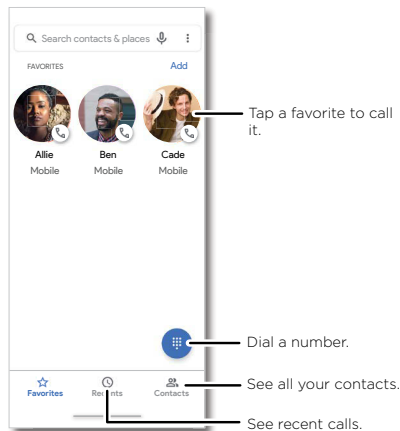 Search contacts & places
FAVORITES Add
Allie Ben Cade
Mobile Mobile Mobile
Tap a favorite to call
it.
Dial a number.
Favorites Recents Contacts
See all your contacts.
See recent calls.